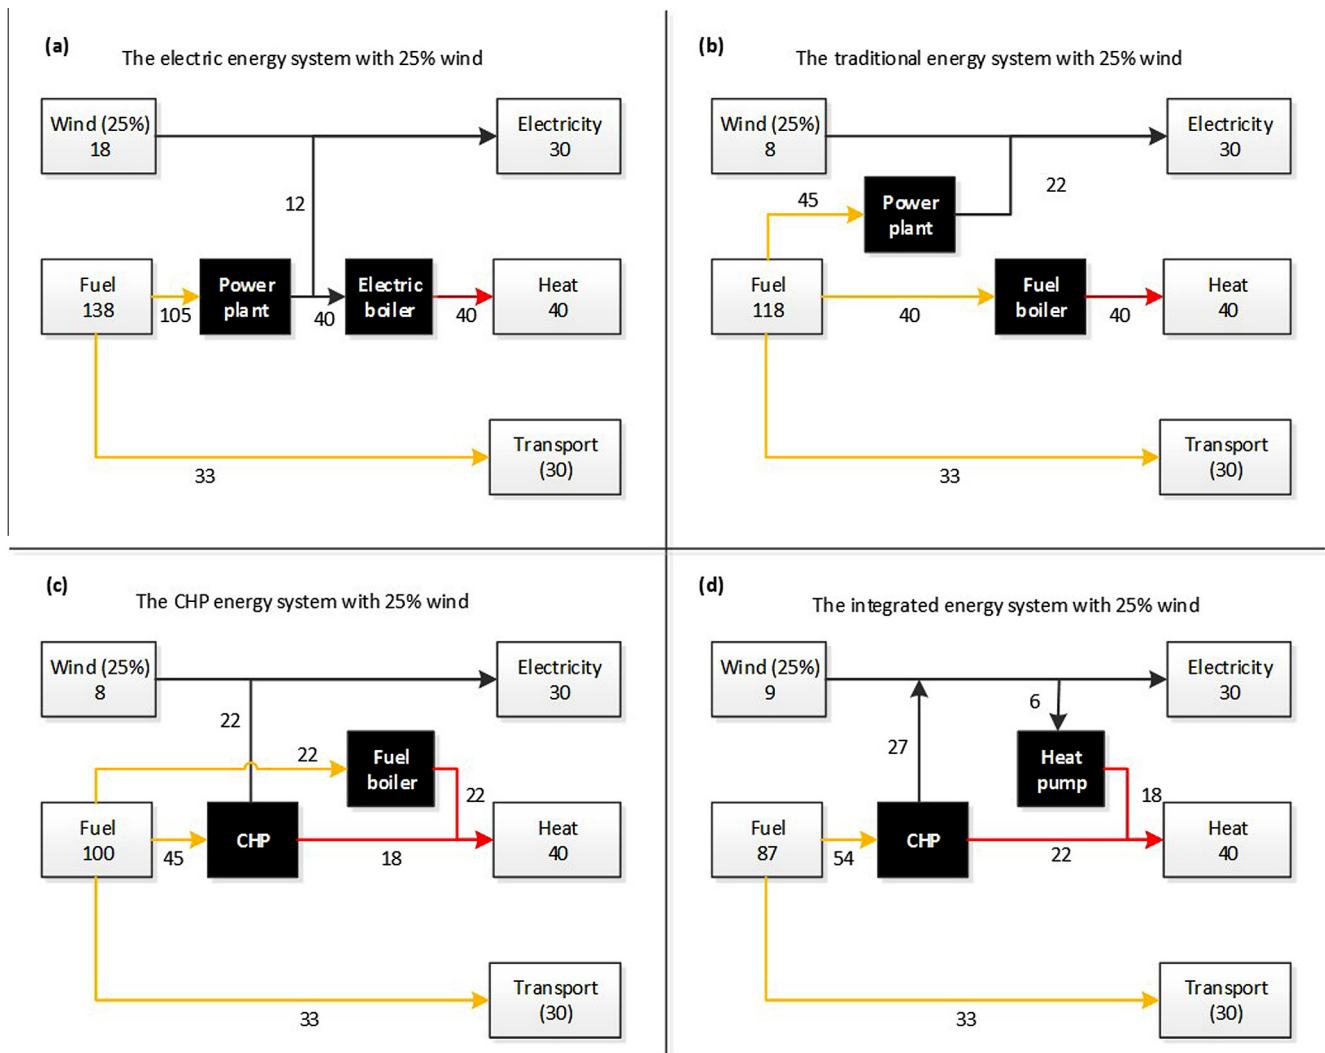 (a)
The electric energy system with 25% wind
Wind (25%)
18
Electricity
30
12
Fuel
138
105
Power
plant
40
Electric
boiler
40
Heat
40
33
Transport
(30)
(b)
The traditional energy system with 25% wind
Wind (25%)
8
Electricity
30
45
Power
plant
22
Fuel
118
40
Fuel
boiler
40
Heat
40
33
Transport
(30)
(c)
The CHP energy system with 25% wind
Wind (25%)
8
Electricity
30
22
22
Fuel
boiler
22
Fuel
100
45
CHP
18
Heat
40
33
Transport
(30)
(d)
The integrated energy system with 25% wind
Wind (25%)
9
Electricity
30
6
27
Heat
pump
18
Fuel
87
54
CHP
22
Heat
40
33
Transport
(30)